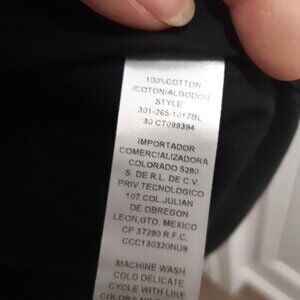 100%COTTON
/COTON/ALGODON
STYLE
301-265-1017BL
30 CT099394
IMPORTADOR
COMERCIALIZADORA
COLORADO 5280
S. DE R.L. DE C.V.
PRIV.TECNOLOGICO
107 COL.JULIAN
DE OBREGON
LEON,GTO. MEXICO
CP 37290 R.F.C.
CCC130320NU9
MACHINE WASH
COLD DELICATE
CYCLE WITH LIKE